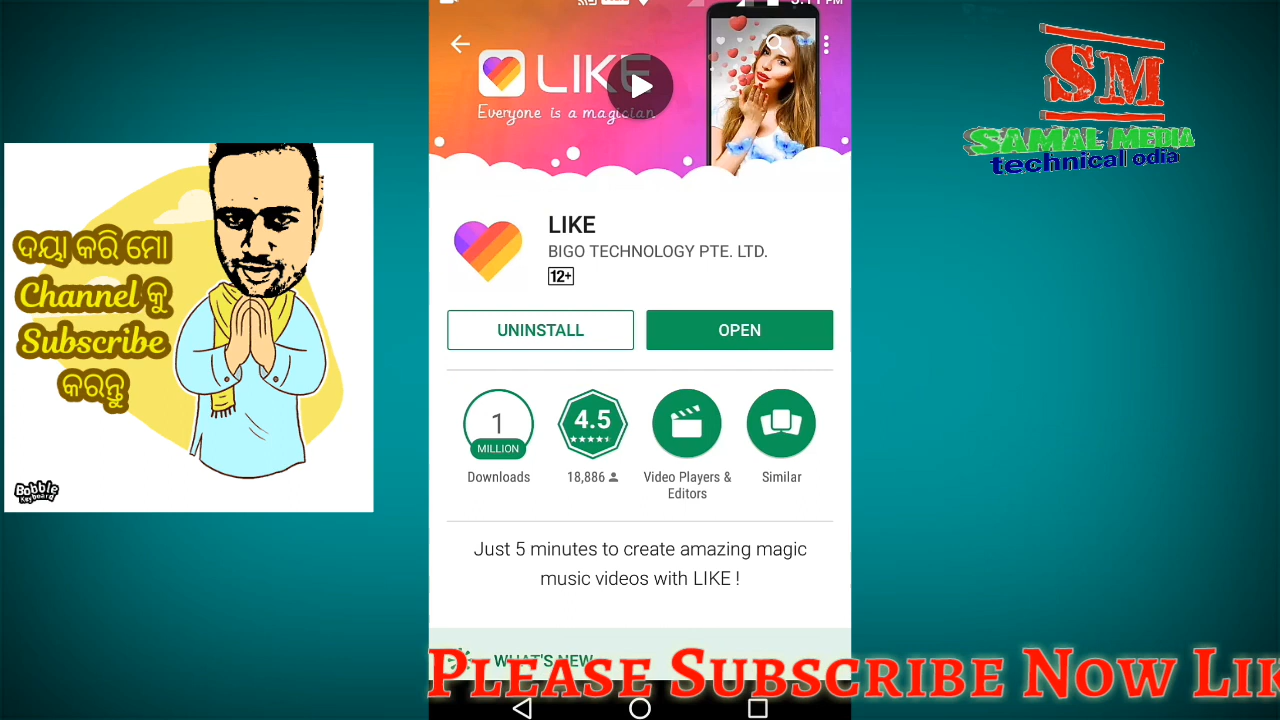 LIKE
Everyone is a magician
SM
SAMAL MEDIA
technical odia
ଦୟା କରି ମୋ
Channel କୁ
Subscribe
କରନ୍ତୁ
Bobble
Keyboard
LIKE
BIGO TECHNOLOGY PTE. LTD.
12+
UNINSTALL
OPEN
1
MILLION
Downloads
4.5
18,886
Video Players &
Editors
Similar
Just 5 minutes to create amazing magic
music videos with LIKE !
WHAT'S NEW
PLEASE SUBSCRIBE NOW LIK